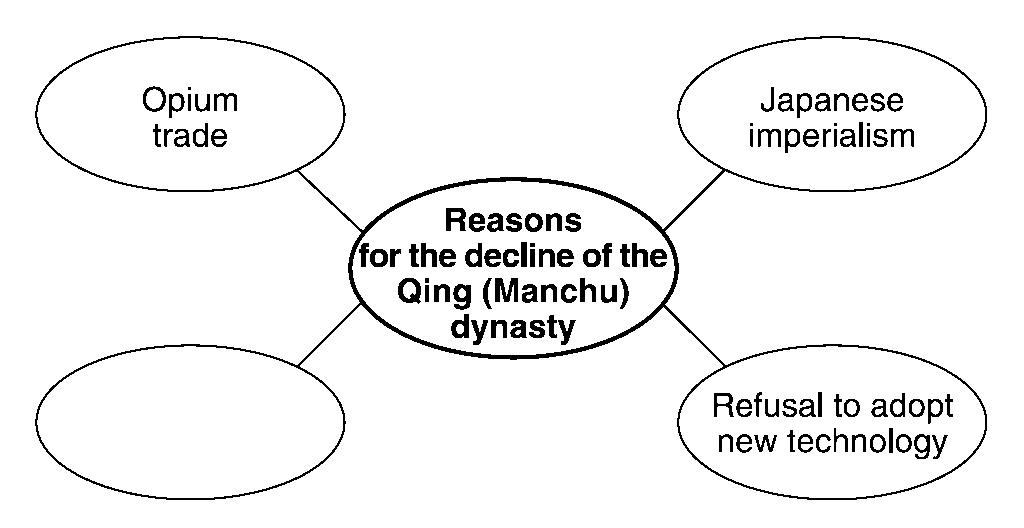 Opium
trade
Japanese
imperialism
Reasons
for the decline of the
Qing (Manchu)
dynasty
Refusal to adopt
new technology